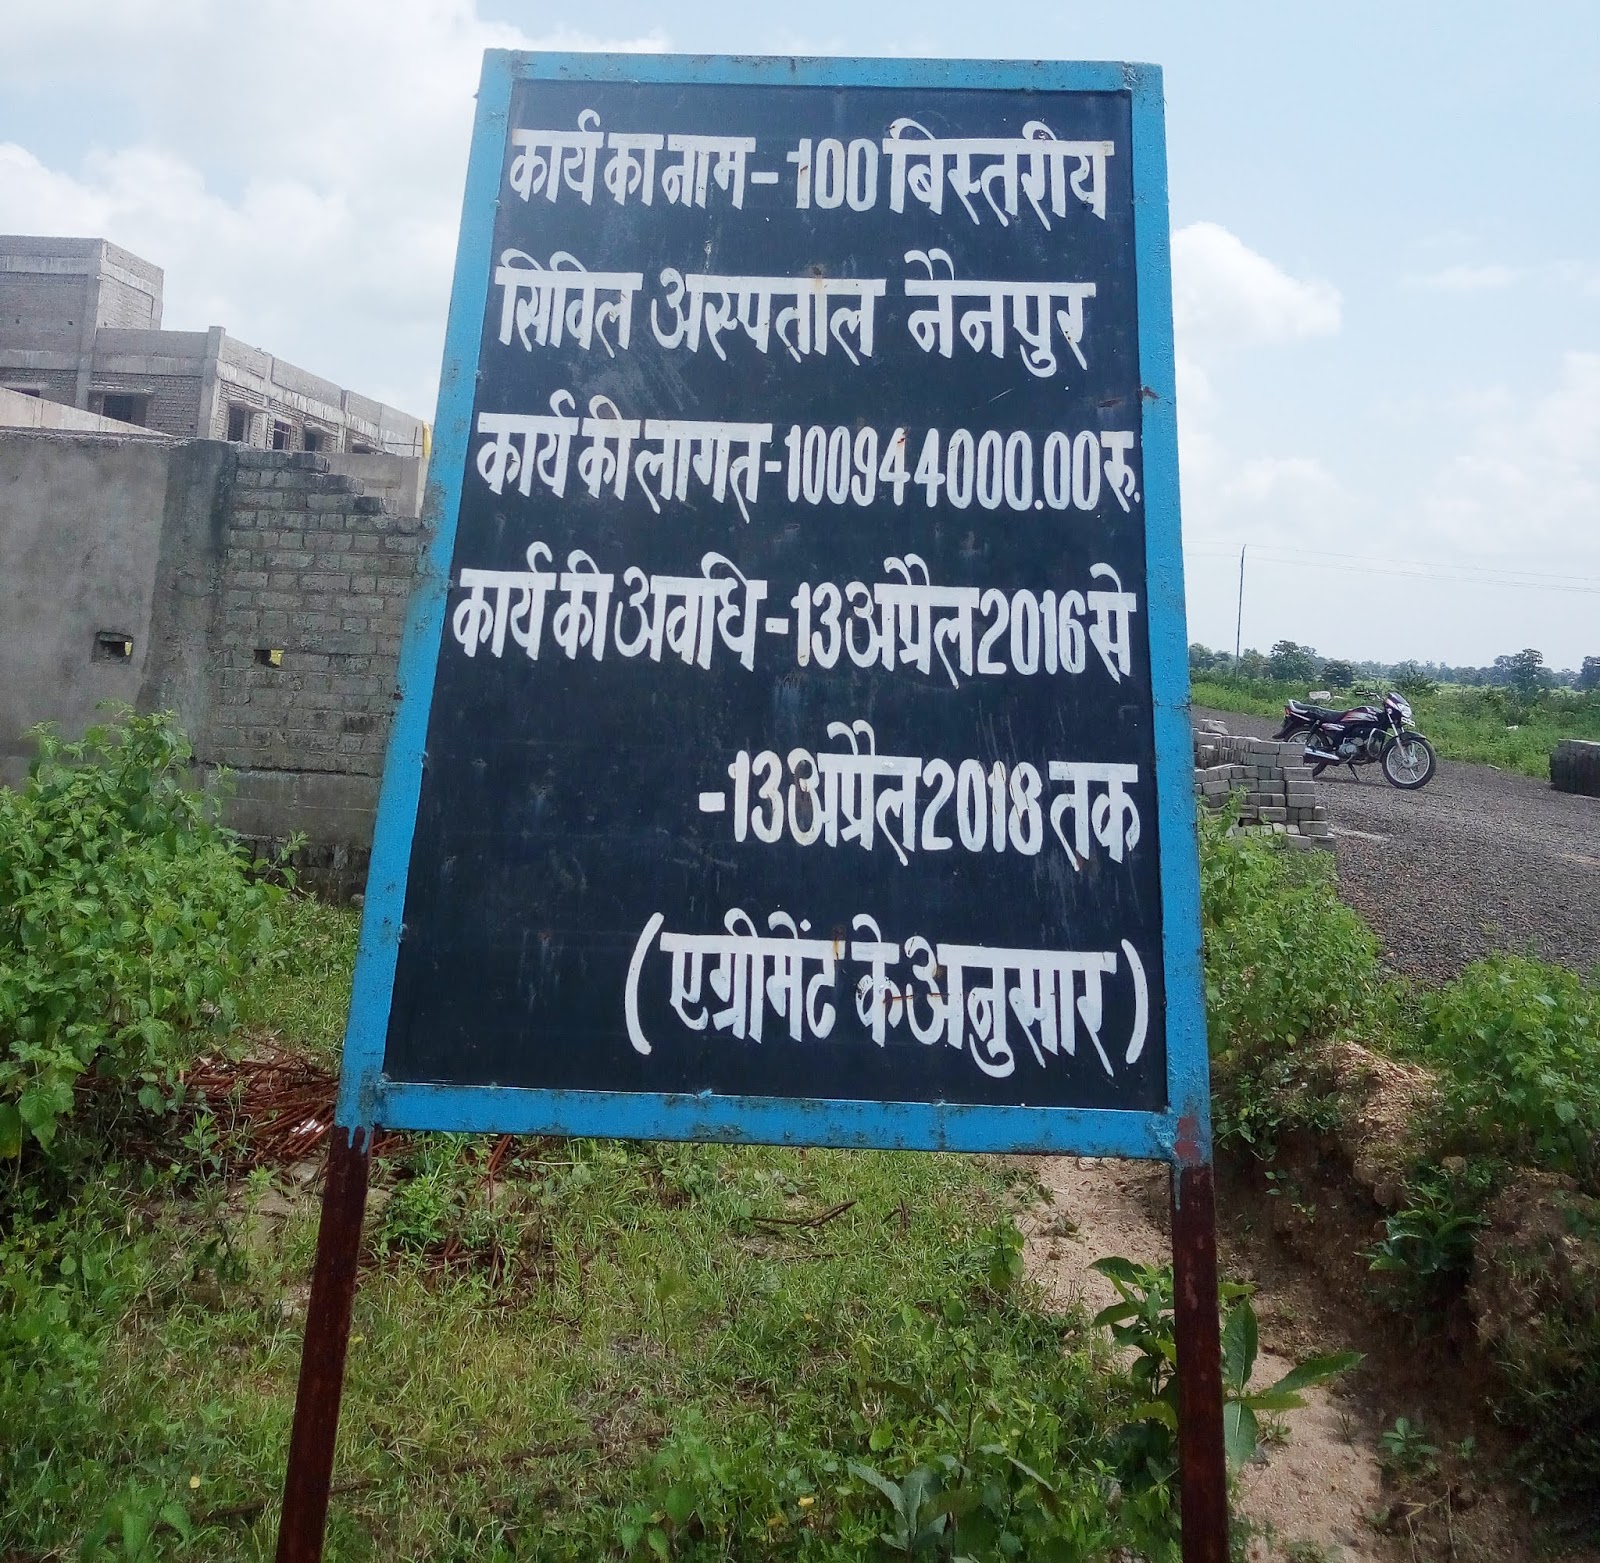 कार्य का नाम - 100 बिस्तरीय
सिविल अस्पताल नैनपुर
कार्य की लागत - 100944000.00 रु.
कार्य की अवधि - 13 अप्रैल 2016 से
- 13 अप्रैल 2018 तक
( एग्रीमेंट के अनुसार )